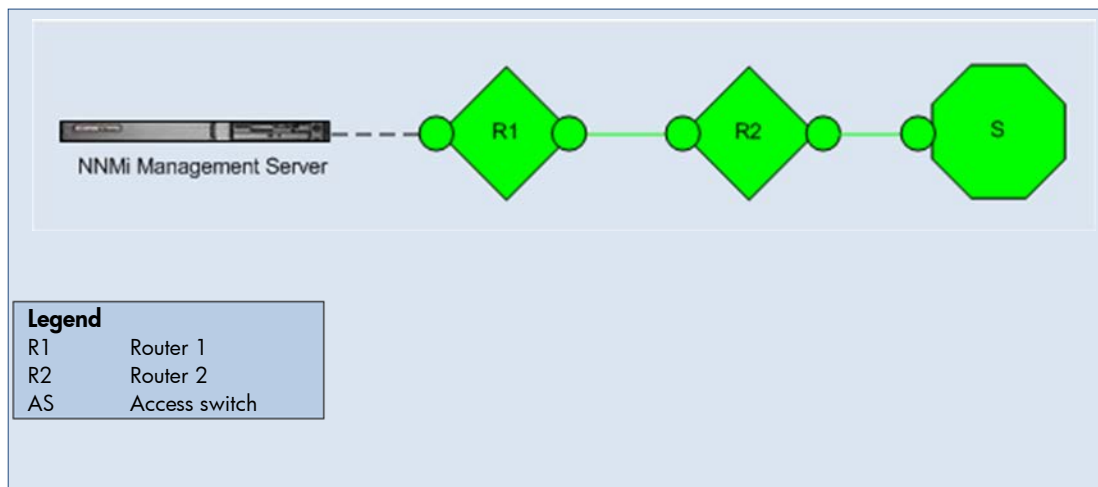 R1 R2 S
NNMi Management Server
Legend
R1 Router 1
R2 Router 2
AS Access switch